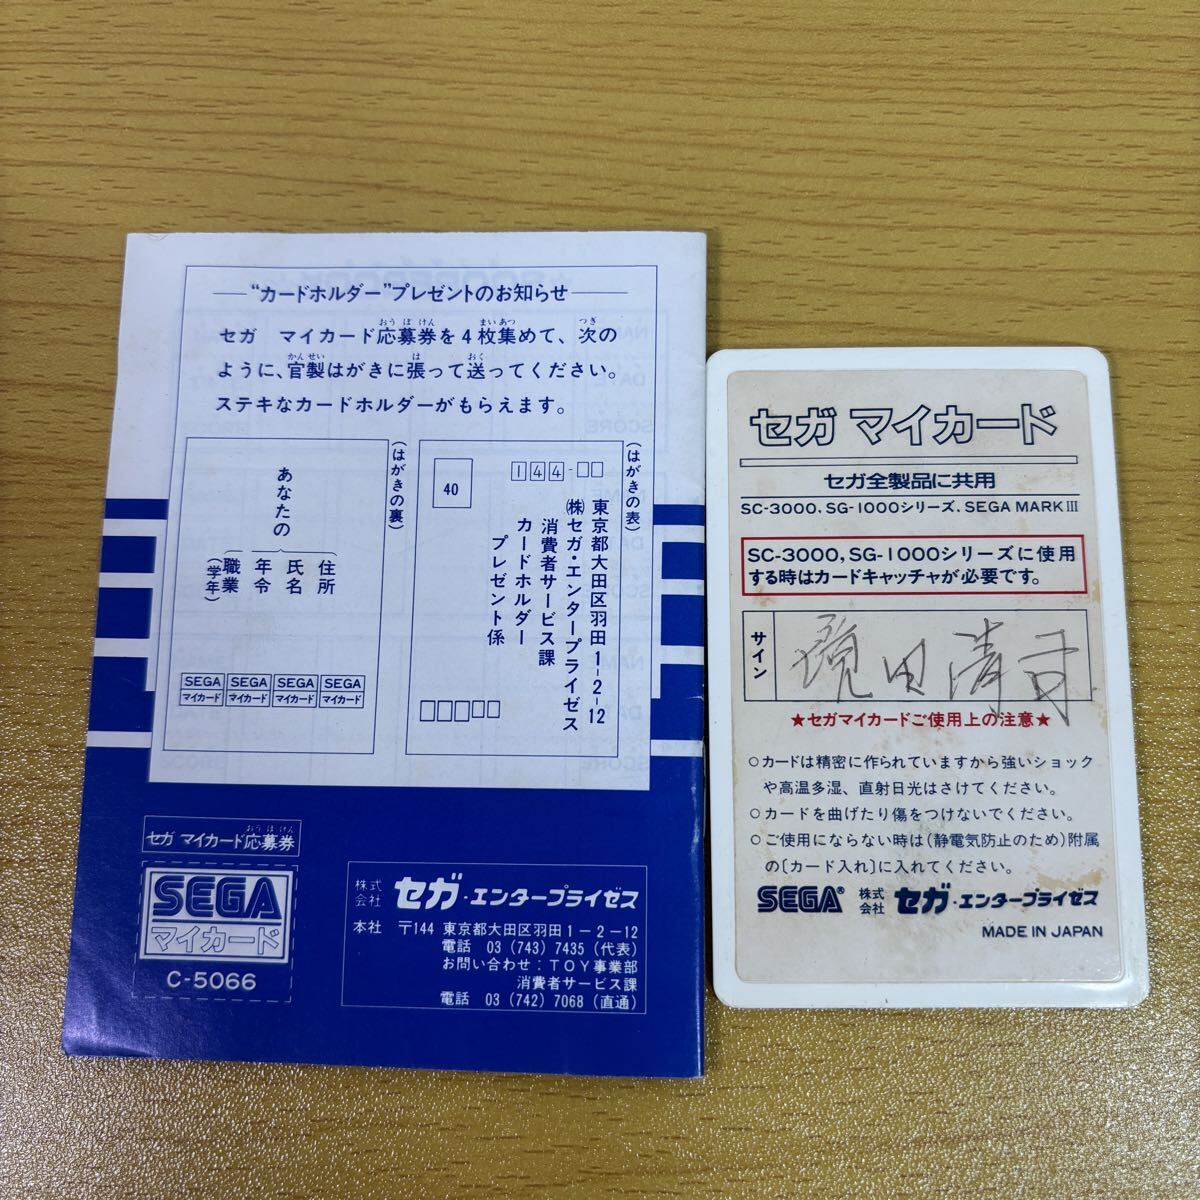 “カードホルダー”プレゼントのお知らせ
セガ マイカード応募券を4枚集めて、次の
ように、官製はがきに張って送ってください。
ステキなカードホルダーがもらえます。
(はがきの表)
144-□□
40
東京都大田区羽田1-2-12
㈱セガ・エンタープライゼス
消費者サービス課
カードホルダー
プレゼント係
(はがきの裏)
あなたの
住所
氏名
年令
職業
(学年)
SEGA マイカード
SEGA マイカード
SEGA マイカード
SEGA マイカード
セガ マイカード応募券
SEGA
マイカード
C-5066
株式会社 セガ・エンタープライゼス
本社 〒144 東京都大田区羽田1-2-12
電話 03(743)7435(代表)
お問い合わせ:TOY事業部
消費者サービス課
電話 03(742)7068(直通)
セガ マイカード
セガ全製品に共用
SC-3000, SG-1000シリーズ, SEGA MARKⅢ
SC-3000, SG-1000シリーズに使用
する時はカードキャッチャが必要です。
サイン
★セガマイカードご使用上の注意★
○カードは精密に作られていますから強いショック
や高温多湿、直射日光はさけてください。
○カードを曲げたり傷をつけないでください。
○ご使用にならない時は(静電気防止のため)附属
の〔カード入れ〕に入れてください。
SEGA® 株式会社 セガ・エンタープライゼス
MADE IN JAPAN